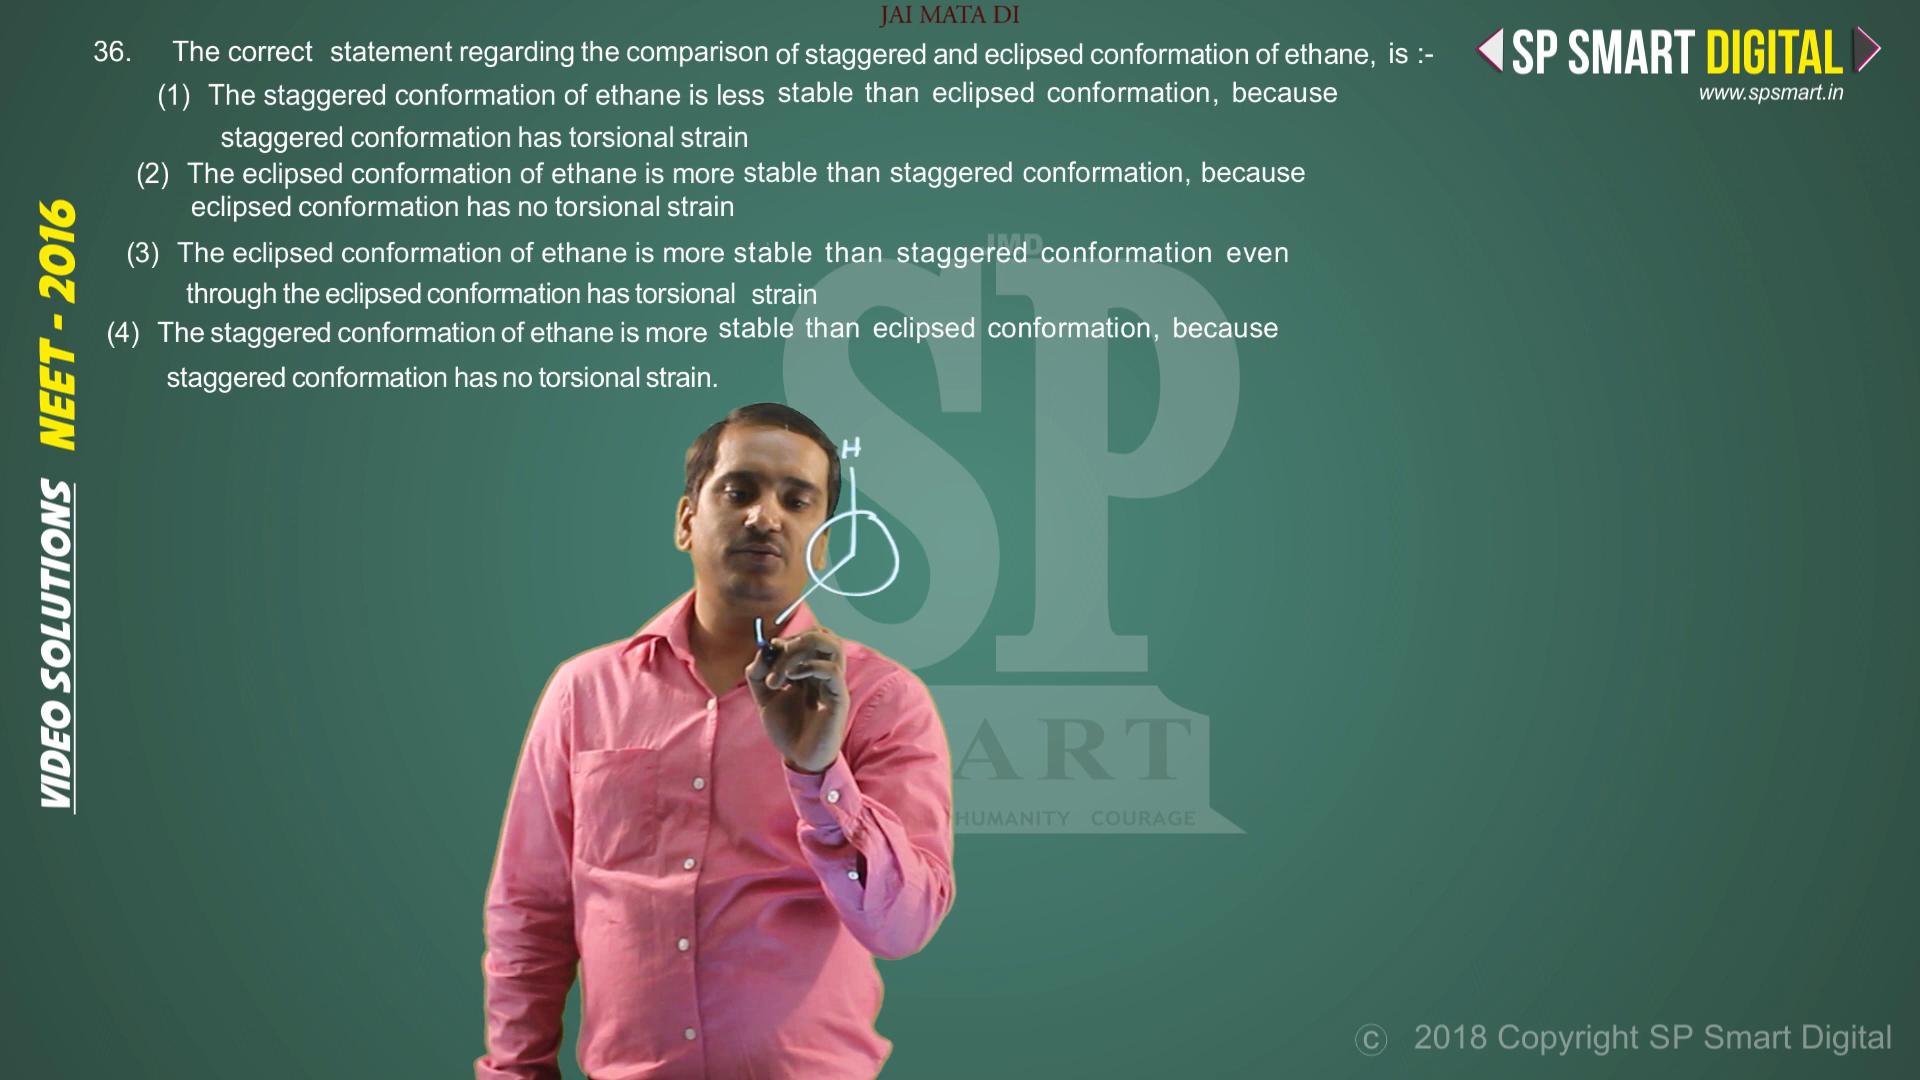 JAI MATA DI
36. The correct statement regarding the comparison of staggered and eclipsed conformation of ethane, is :-
(1) The staggered conformation of ethane is less stable than eclipsed conformation, because
staggered conformation has torsional strain
(2) The eclipsed conformation of ethane is more stable than staggered conformation, because
eclipsed conformation has no torsional strain
(3) The eclipsed conformation of ethane is more stable than staggered conformation even
through the eclipsed conformation has torsional strain
(4) The staggered conformation of ethane is more stable than eclipsed conformation, because
staggered conformation has no torsional strain.
SP SMART DIGITAL
www.spsmart.in
VIDEO SOLUTIONS NEET - 2016
H
JMD
SP
ART
HUMANITY COURAGE
© 2018 Copyright SP Smart Digital